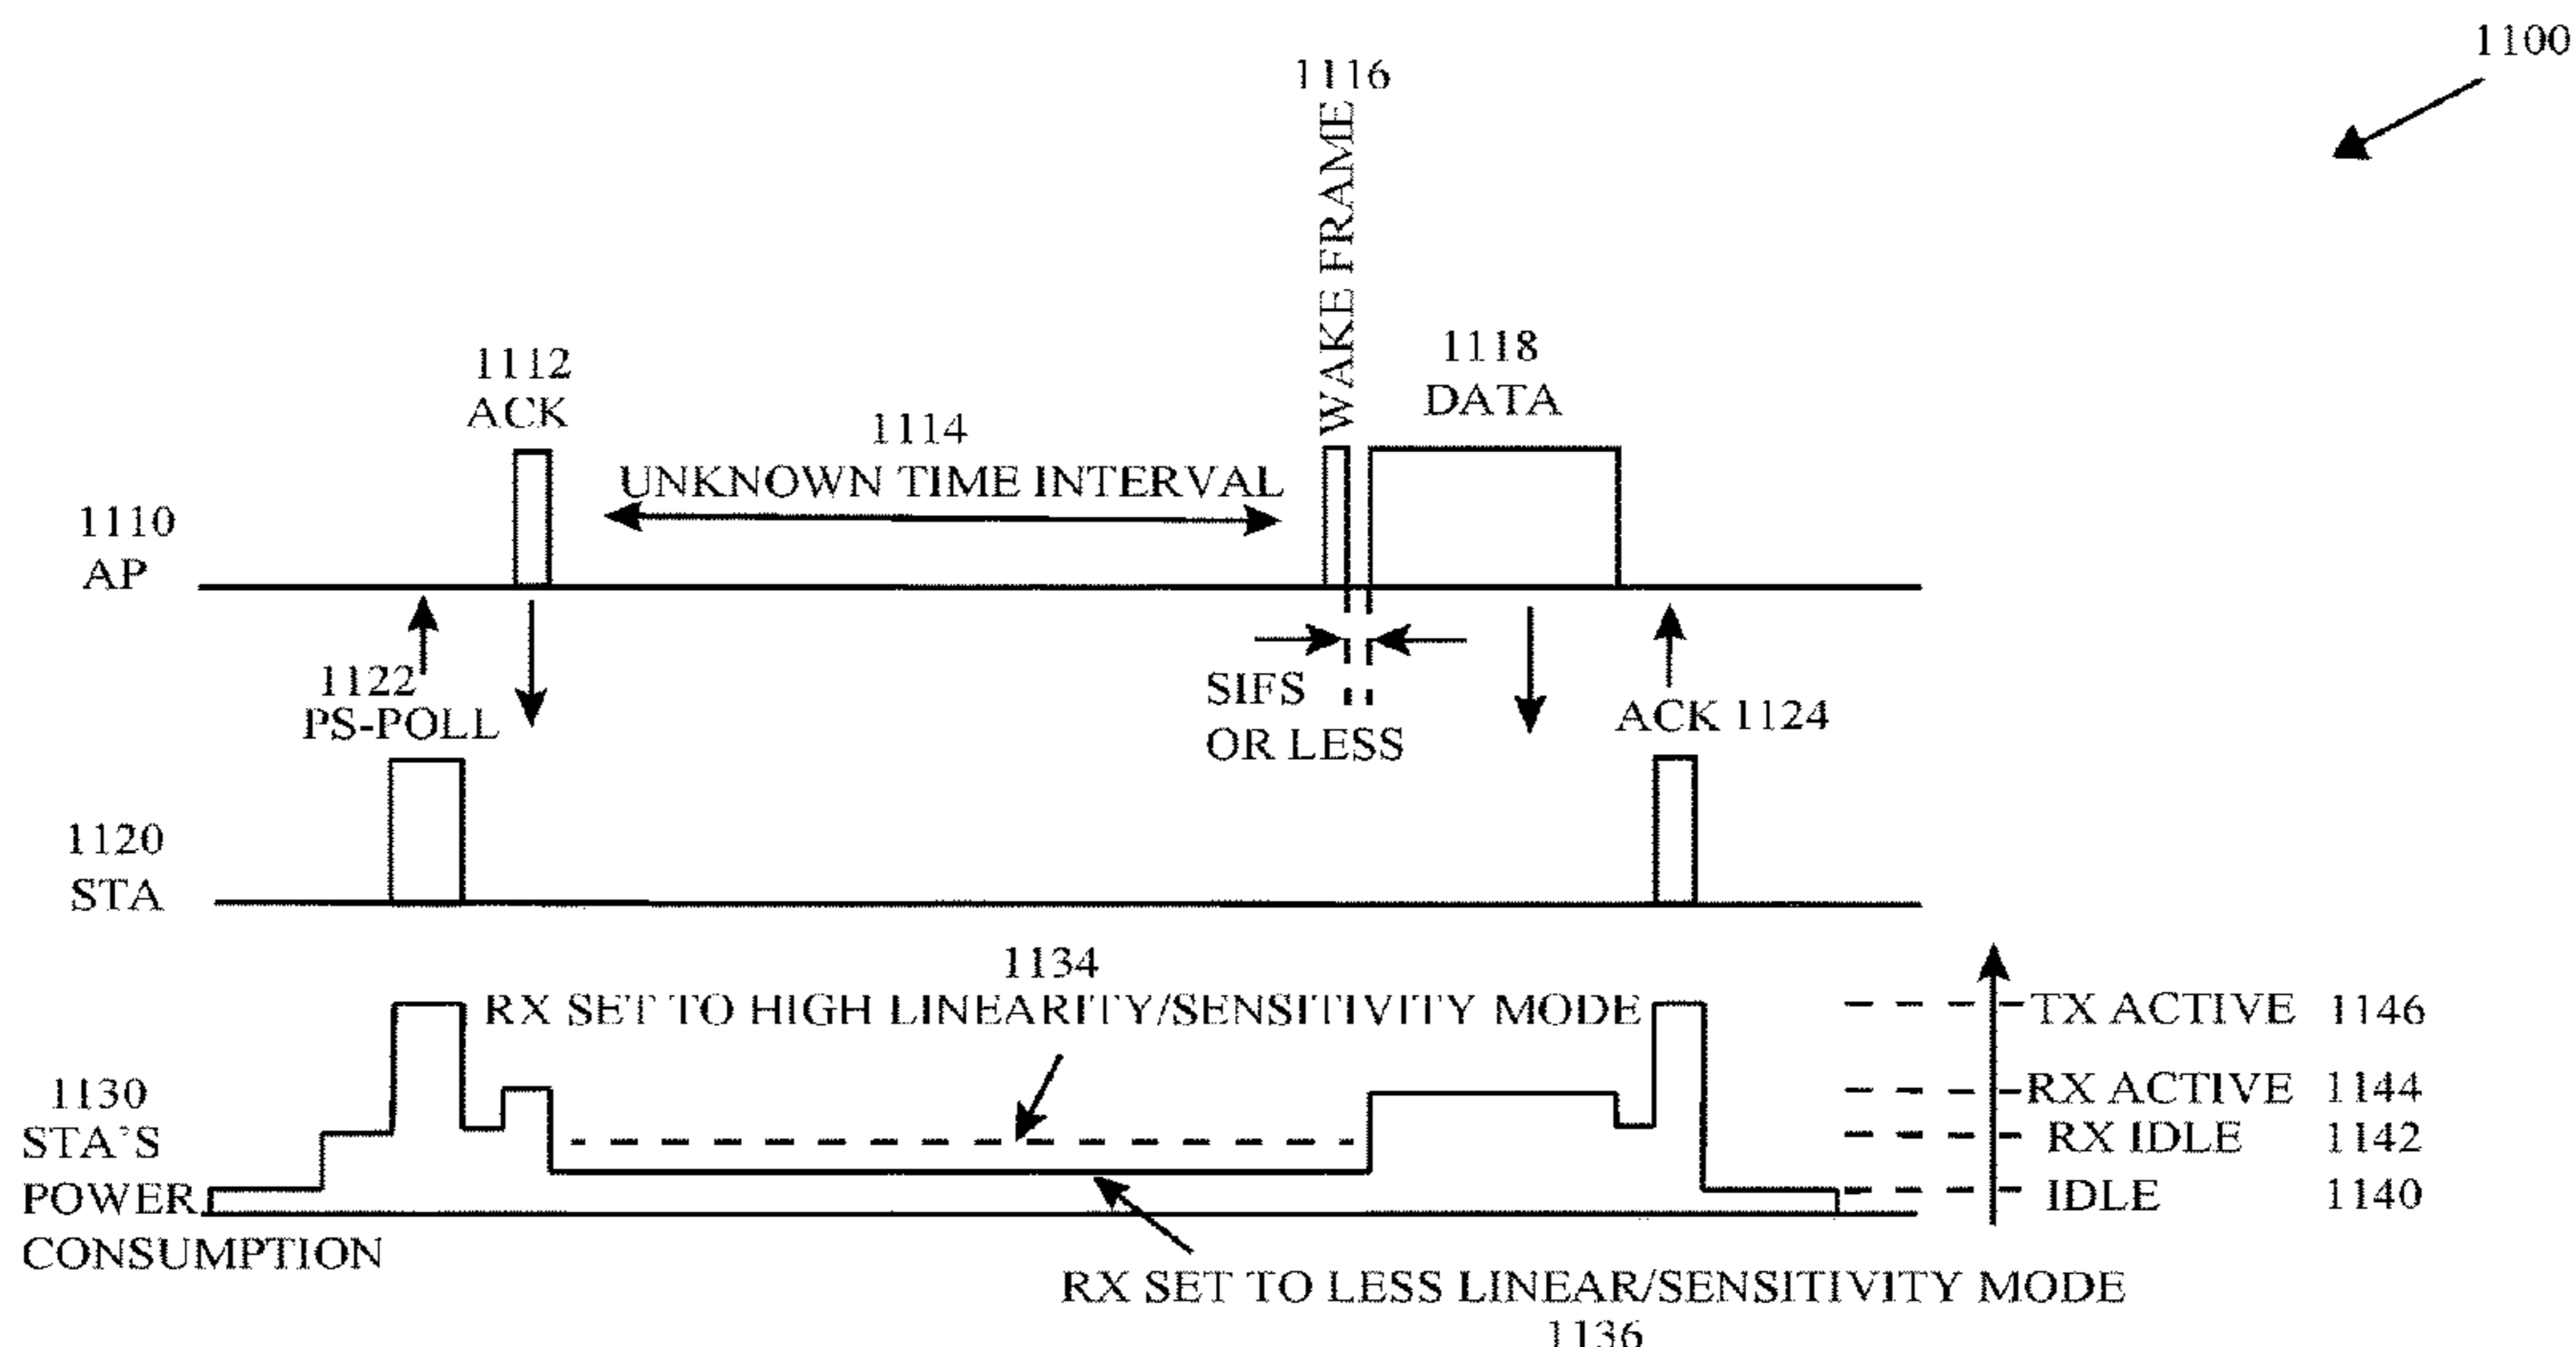 1100
1116
WAKE FRAME
1112
ACK
1118
DATA
1114
UNKNOWN TIME INTERVAL
1110
AP
1122
PS-POLL
SIFS
OR LESS
ACK 1124
1120
STA
1134
RX SET TO HIGH LINEARITY/SENSITIVITY MODE
TX ACTIVE 1146
RX ACTIVE 1144
RX IDLE 1142
IDLE 1140
1130
STA'S
POWER
CONSUMPTION
RX SET TO LESS LINEAR/SENSITIVITY MODE
1136